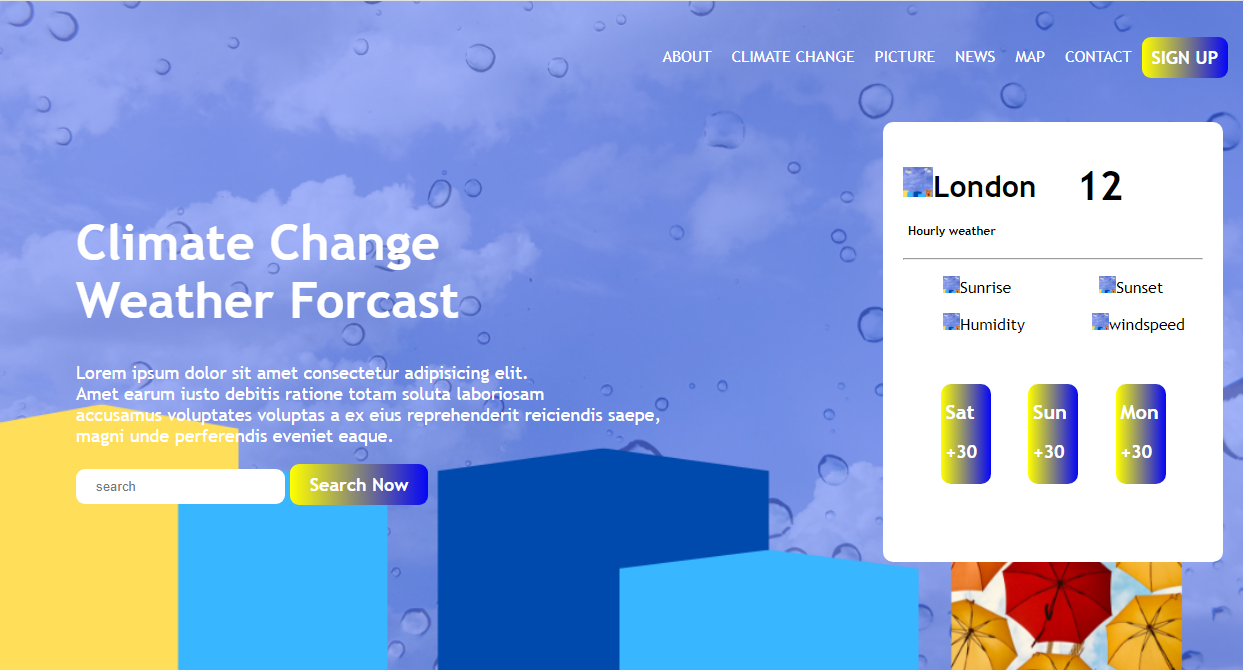 ABOUT CLIMATE CHANGE PICTURE NEWS MAP CONTACT SIGN UP
Climate Change
Weather Forcast
Lorem ipsum dolor sit amet consectetur adipisicing elit.
Amet earum iusto debitis ratione totam soluta laboriosam
accusamus voluptates voluptas a ex eius reprehenderit reiciendis saepe,
magni unde perferendis eveniet eaque.
search Search Now
London 12
Hourly weather
Sunrise Sunset
Humidity windspeed
Sat Sun Mon
+30 +30 +30